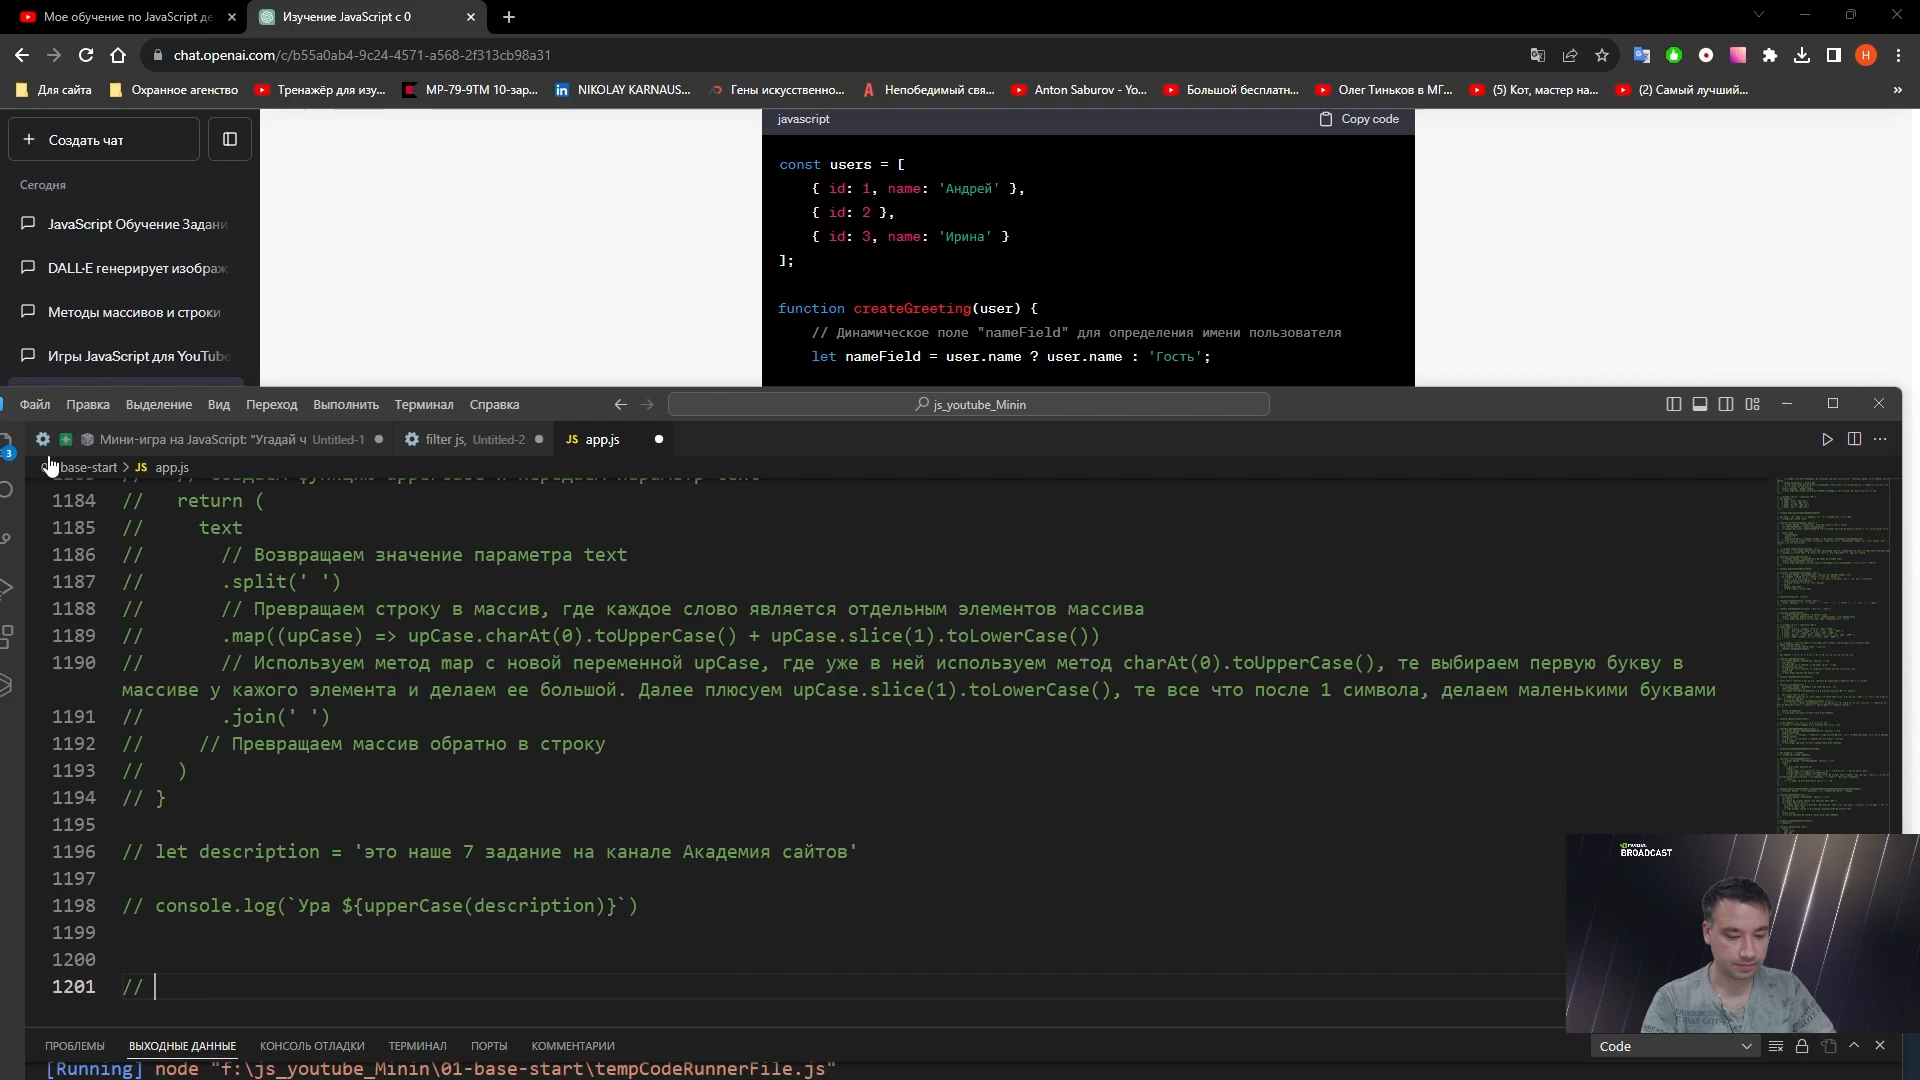 Мое обучение по JavaScript де
Изучение JavaScript с 0
chat.openai.com/c/b55a0ab4-9c24-4571-a568-2f313cb98a31
Для сайта
Охранное агенство
Тренажёр для изу...
МР-79-9ТМ 10-зар...
NIKOLAY KARNAUS...
Гены искусственно...
Непобедимый свя...
Anton Saburov - Yo...
Большой бесплатн...
Олег Тиньков в МГ...
(5) Кот, мастер на...
(2) Самый лучший...
Создать чат
Сегодня
JavaScript Обучение Задани
DALL-E генерирует изображ
Методы массивов и строки
Игры JavaScript для YouTube
javascript
Copy code
const users = [
{ id: 1, name: 'Андрей' },
{ id: 2 },
{ id: 3, name: 'Ирина' }
];
function createGreeting(user) {
// Динамическое поле "nameField" для определения имени пользователя
let nameField = user.name ? user.name : 'Гость';
Файл Правка Выделение Вид Переход Выполнить Терминал Справка
js_youtube_Minin
Мини-игра на JavaScript: "Угадай ч Untitled-1
filter js, Untitled-2
JS app.js
3
base-start > JS app.js
1184 //   return (
1185 //     text
1186 //       // Возвращаем значение параметра text
1187 //       .split(' ')
1188 //       // Превращаем строку в массив, где каждое слово является отдельным элементов массива
1189 //       .map((upCase) => upCase.charAt(0).toUpperCase() + upCase.slice(1).toLowerCase())
1190 //       // Используем метод map с новой переменной upCase, где уже в ней используем метод charAt(0).toUpperCase(), те выбираем первую букву в
массиве у кажого элемента и делаем ее большой. Далее плюсуем upCase.slice(1).toLowerCase(), те все что после 1 символа, делаем маленькими буквами
1191 //       .join(' ')
1192 //     // Превращаем массив обратно в строку
1193 //   )
1194 // }
1195
1196 // let description = 'это наше 7 задание на канале Академия сайтов'
1197
1198 // console.log(`Ура ${upperCase(description)}`)
1199
1200
1201 //
NVIDIA
BROADCAST
ПРОБЛЕМЫ ВЫХОДНЫЕ ДАННЫЕ КОНСОЛЬ ОТЛАДКИ ТЕРМИНАЛ ПОРТЫ КОММЕНТАРИИ
Code
[Running] node "f:\js_youtube_Minin\01-base-start\tempCodeRunnerFile.js"